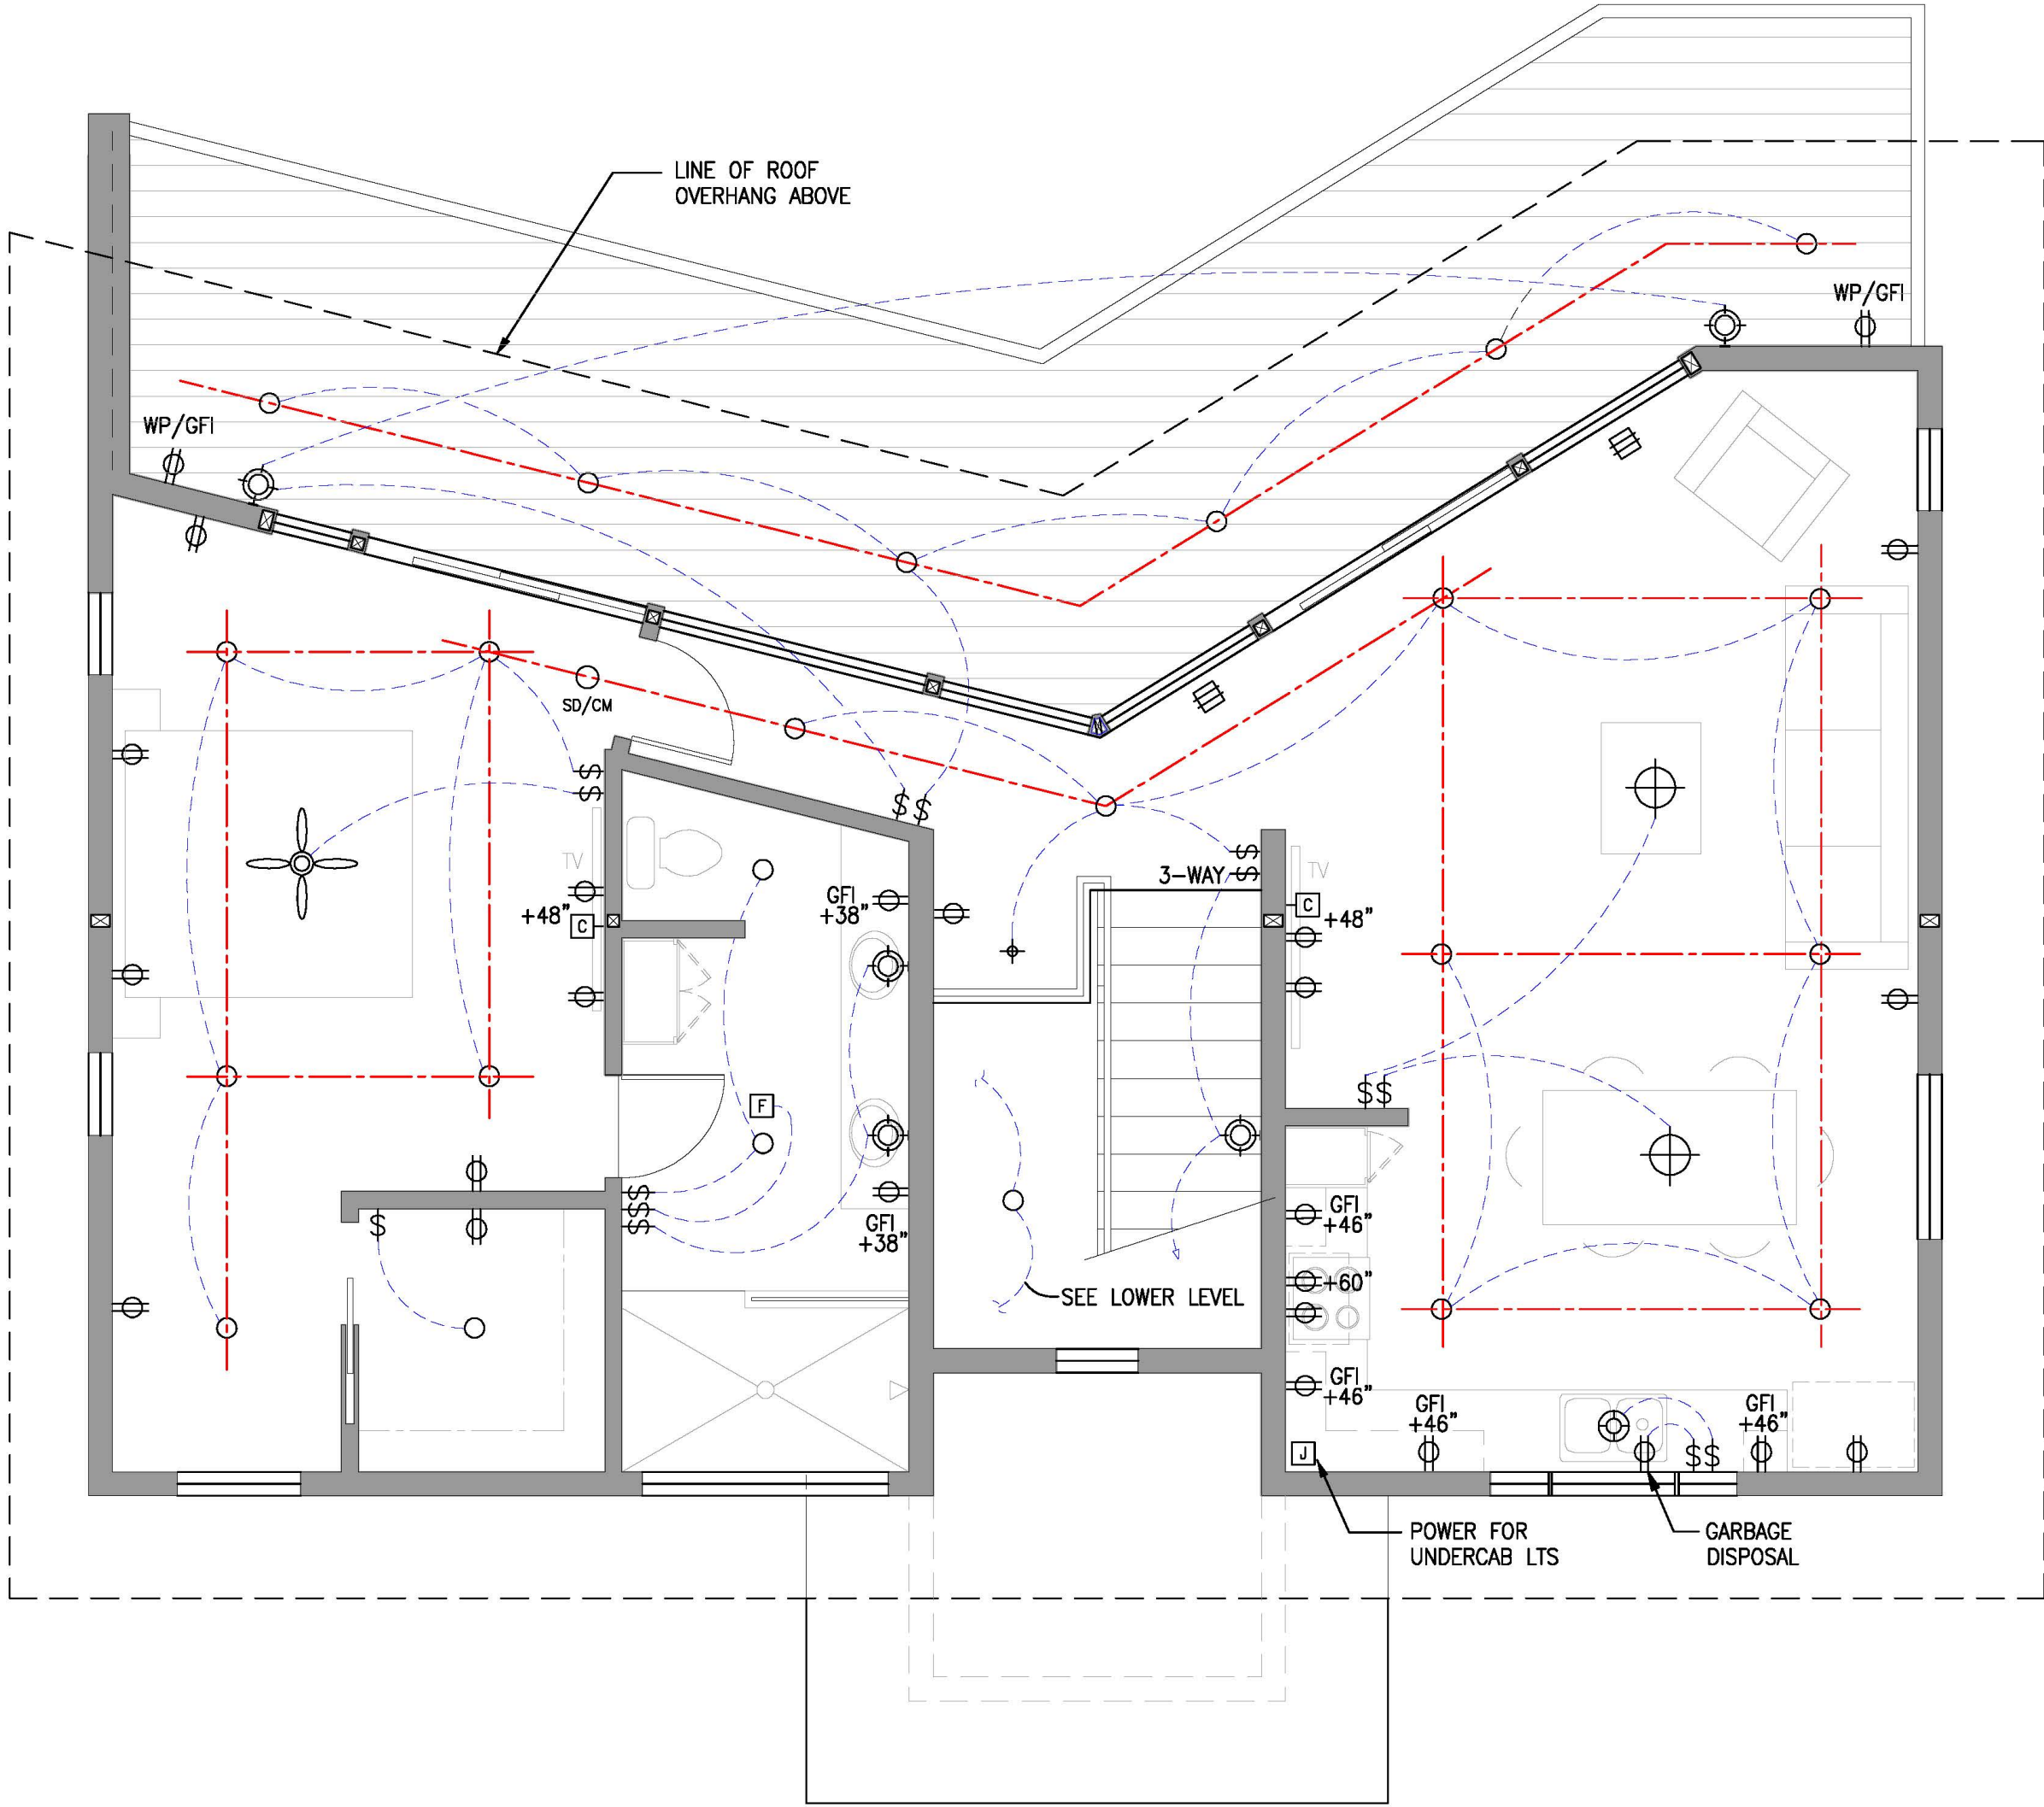 LINE OF ROOF
OVERHANG ABOVE
WP/GFI
WP/GFI
SD/CM
$
$
$$
TV
+48"
C
GFI
+38"
$
3-WAY
$
TV
C
+48"
F
$$
$
$
$
$
GFI
+38"
GFI
+46"
+60"
SEE LOWER LEVEL
GFI
+46"
GFI
+46"
GFI
+46"
$$
J
POWER FOR
UNDERCAB LTS
GARBAGE
DISPOSAL